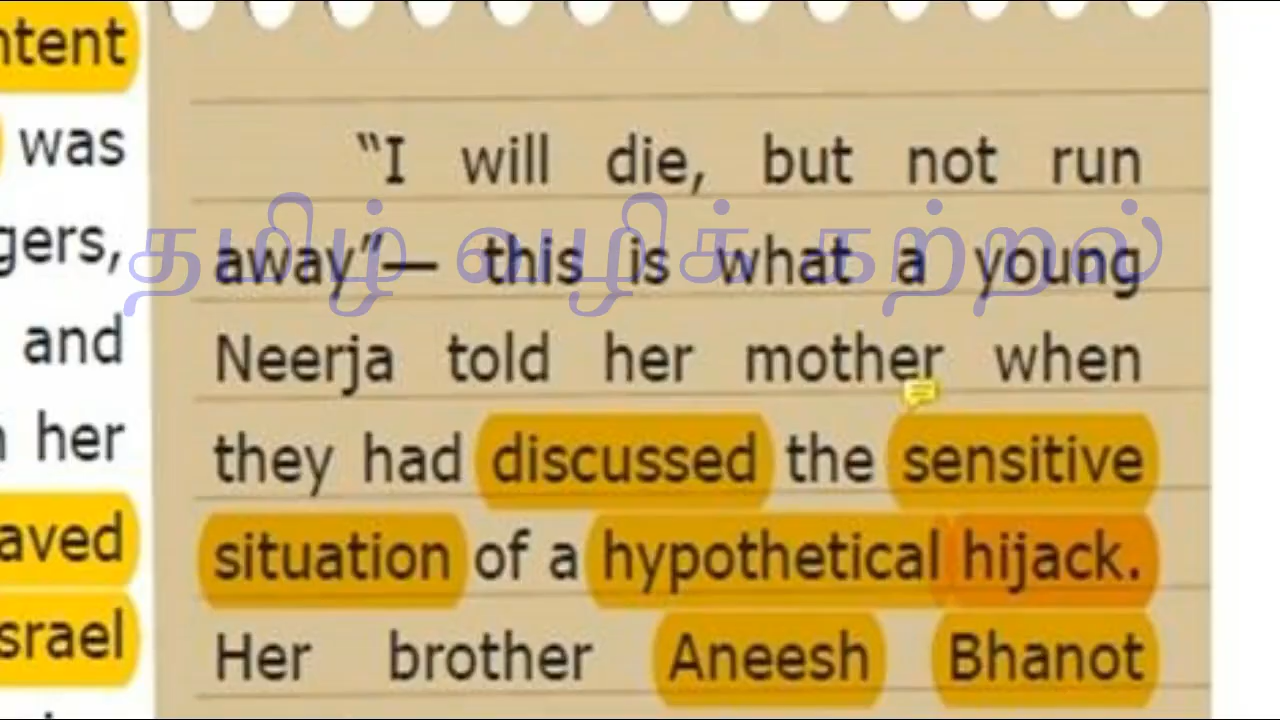 ntent
was
gers,
and
her
aved
srael
“I will die, but not run
away”— this is what a young
Neerja told her mother when
they had discussed the sensitive
situation of a hypothetical hijack.
Her brother Aneesh Bhanot
தமிழ் வழிக் கற்றல்